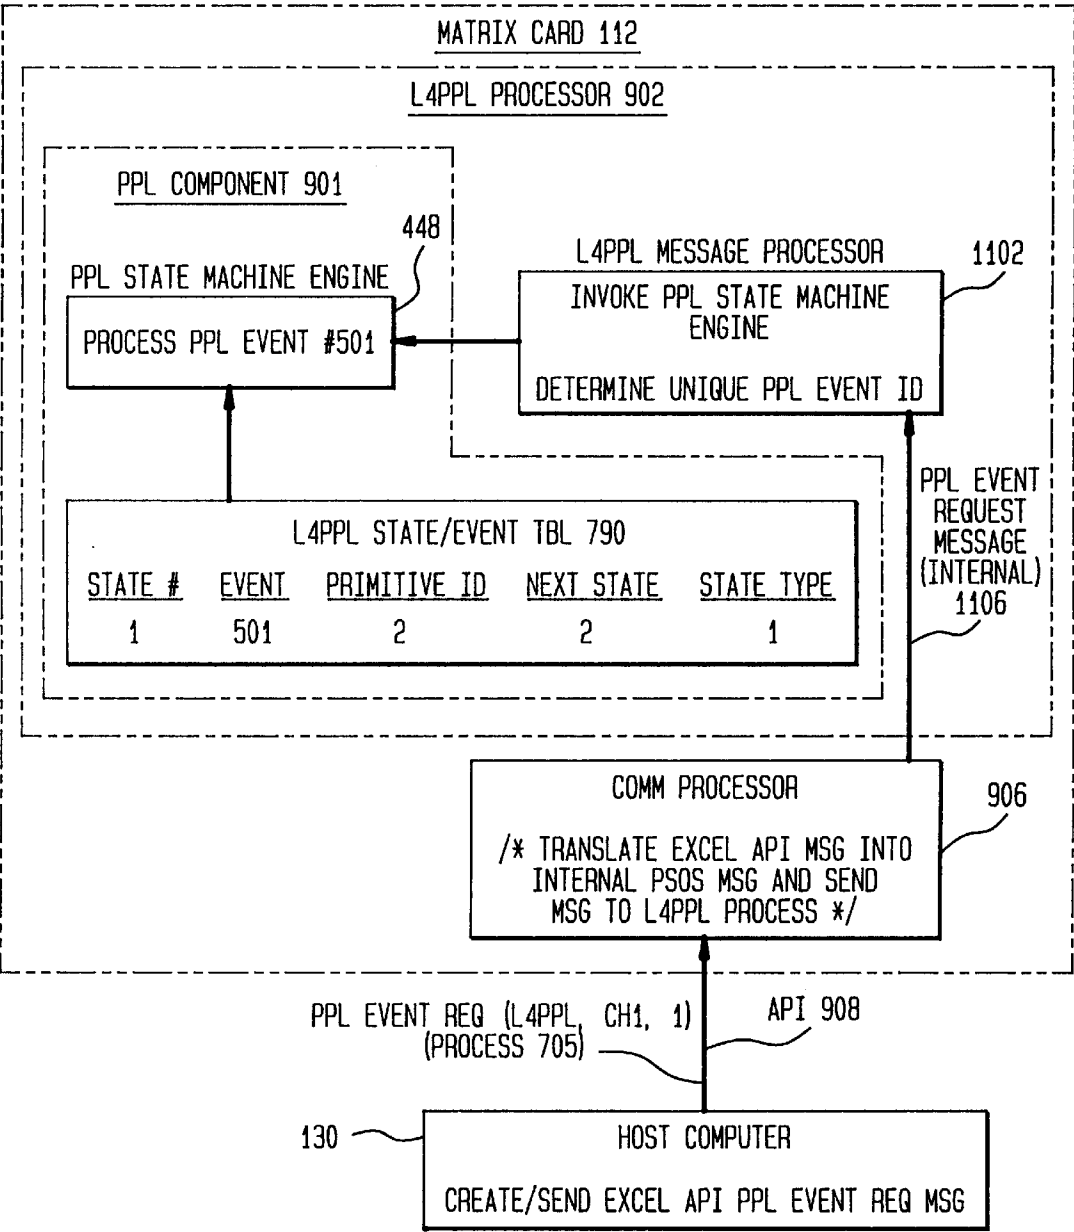 MATRIX CARD 112
L4PPL PROCESSOR 902
PPL COMPONENT 901
448
PPL STATE MACHINE ENGINE
PROCESS PPL EVENT #501
L4PPL MESSAGE PROCESSOR
1102
INVOKE PPL STATE MACHINE
ENGINE
DETERMINE UNIQUE PPL EVENT ID
PPL EVENT
REQUEST
MESSAGE
(INTERNAL)
1106
L4PPL STATE/EVENT TBL 790
STATE # EVENT PRIMITIVE ID NEXT STATE STATE TYPE
1 501 2 2 1
COMM PROCESSOR
906
/* TRANSLATE EXCEL API MSG INTO
INTERNAL PSOS MSG AND SEND
MSG TO L4PPL PROCESS */
PPL EVENT REQ (L4PPL, CH1, 1)
(PROCESS 705)
API 908
130
HOST COMPUTER
CREATE/SEND EXCEL API PPL EVENT REQ MSG